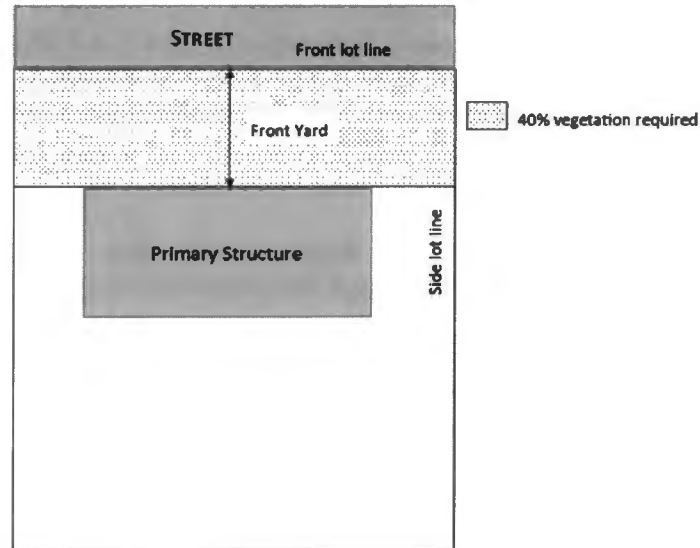 STREET
Front lot line
Front Yard
40% vegetation required
Primary Structure
Side lot line